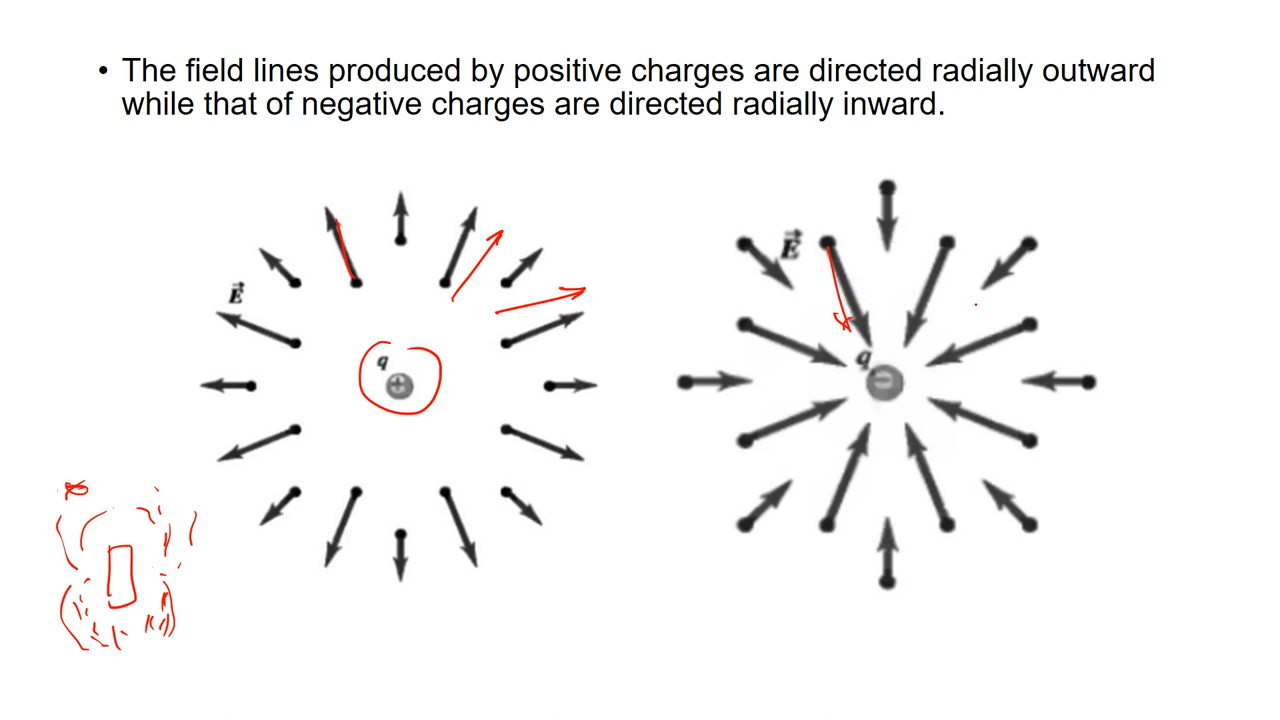 • The field lines produced by positive charges are directed radially outward
while that of negative charges are directed radially inward.
E⃗
q
+
E⃗
q
−